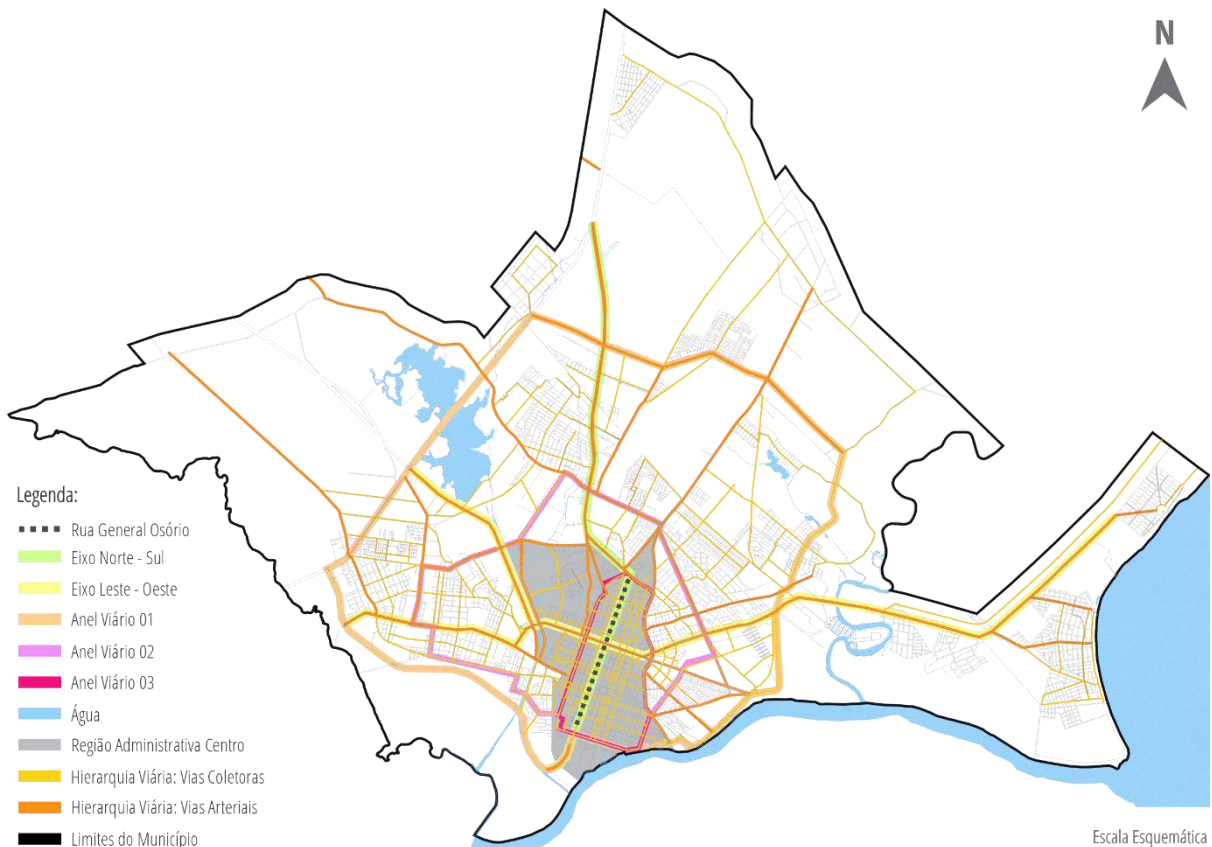 N
Legenda:
Rua General Osório
Eixo Norte - Sul
Eixo Leste - Oeste
Anel Viário 01
Anel Viário 02
Anel Viário 03
Água
Região Administrativa Centro
Hierarquia Viária: Vias Coletoras
Hierarquia Viária: Vias Arteriais
Limites do Município
Escala Esquemática